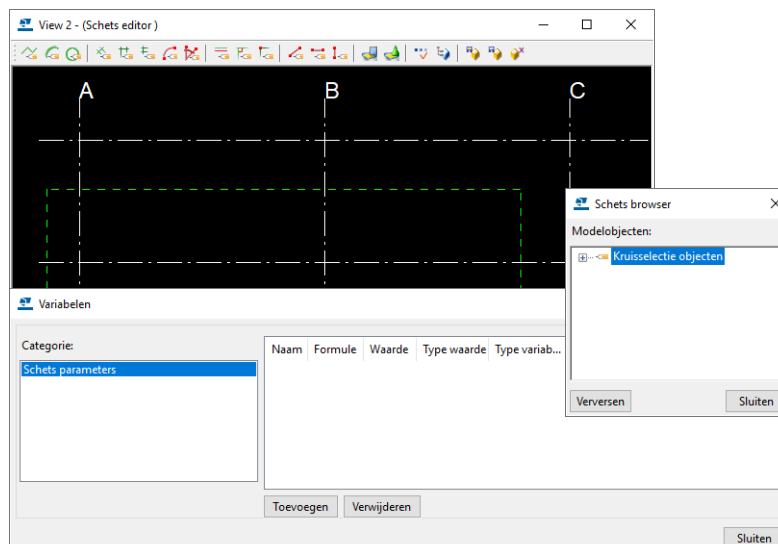 View 2 - (Schets editor )
A B C
Schets browser
Modelobjecten:
Kruisselectie objecten
Verversen Sluiten
Variabelen
Categorie:
Schets parameters
Naam Formule Waarde Type waarde Type variab...
Toevoegen Verwijderen
Sluiten